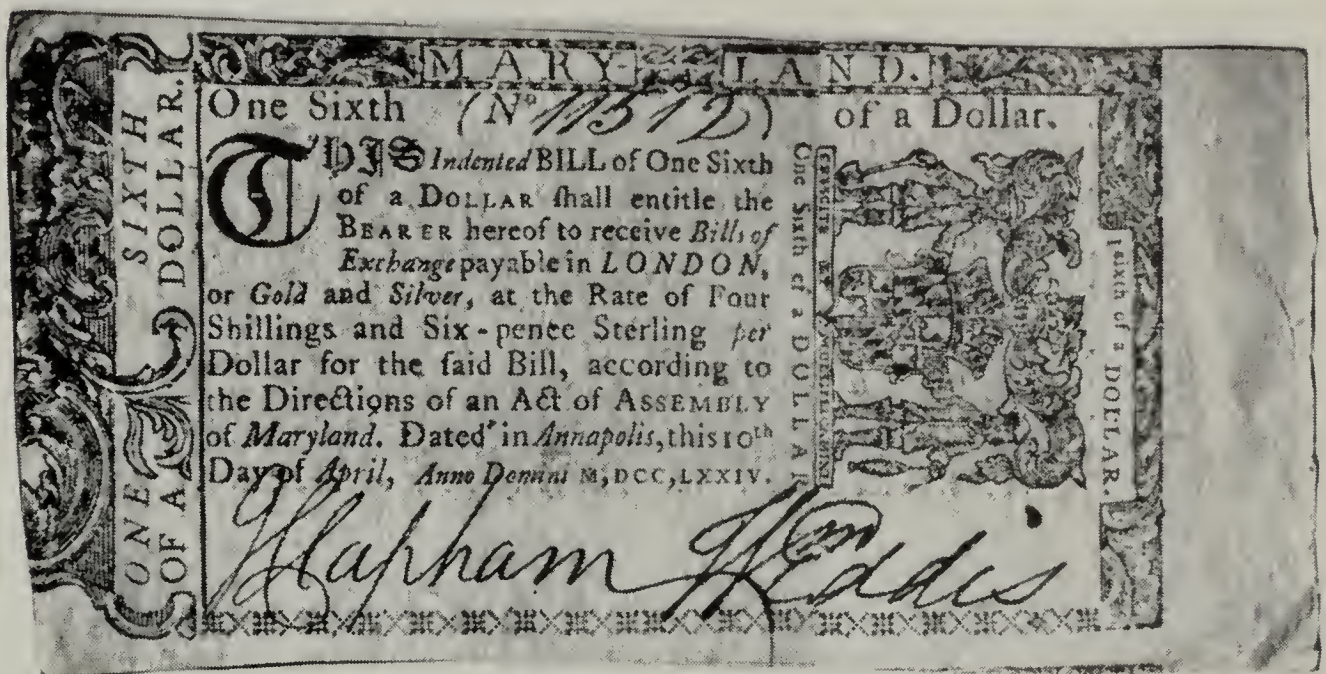 MARY-LAND.
One Sixth (No 11512) of a Dollar.
THIS Indented BILL of One Sixth
of a DOLLAR ſhall entitle the
BEARER hereof to receive Bills of
Exchange payable in LONDON,
or Gold and Silver, at the Rate of Four
Shillings and Six-pence Sterling per
Dollar for the ſaid Bill, according to
the Directions of an Act of ASSEMBLY
of Maryland. Dated in Annapolis, this 10th
Day of April, Anno Domini M,DCC,LXXIV.
JClapham Wm Eddis
ONE SIXTH
OF A DOLLAR.
One Sixth of a DOLLAR
1 ſixth of a DOLLAR.